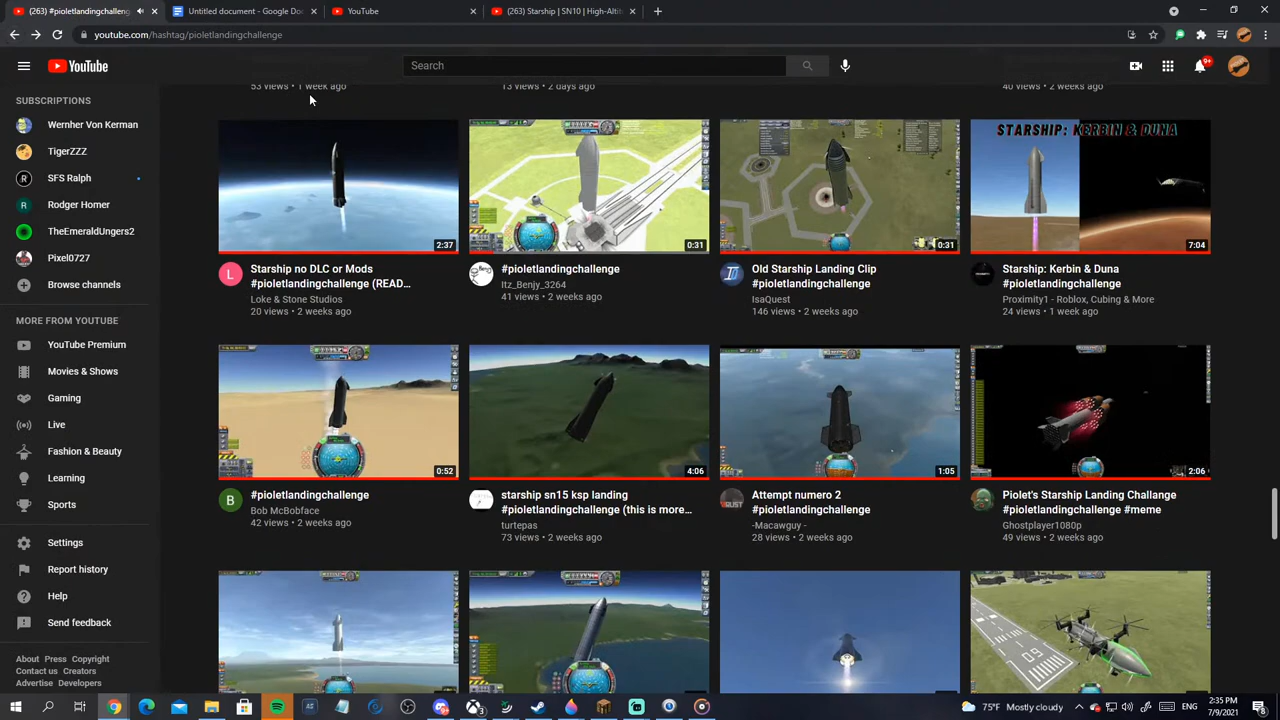 (263) #pioletlandingchalleng
Untitled document - Google Do
YouTube
(263) Starship | SN10 | High-Altit
youtube.com/hashtag/pioletlandingchallenge
YouTube
Search
9+
53 views • 1 week ago
13 views • 2 days ago
40 views • 2 weeks ago
SUBSCRIPTIONS
Wernher Von Kerman
TigerZZZ
SFS Ralph
Rodger Homer
TheEmeraldUngers2
Pixel0727
Browse channels
MORE FROM YOUTUBE
YouTube Premium
Movies & Shows
Gaming
Live
Fashion & Beauty
Learning
Sports
Settings
Report history
Help
Send feedback
About Press Copyright
Contact us Creators
Advertise Developers
STARSHIP: KERBIN & DUNA
2:37
0:31
0:31
7:04
L
Starship no DLC or Mods
#pioletlandingchallenge (READ...
Loke & Stone Studios
20 views • 2 weeks ago
#pioletlandingchallenge
Itz_Benjy_3264
41 views • 2 weeks ago
Old Starship Landing Clip
#pioletlandingchallenge
IsaQuest
146 views • 2 weeks ago
Starship: Kerbin & Duna
#pioletlandingchallenge
Proximity1 - Roblox, Cubing & More
24 views • 1 week ago
0:52
4:06
1:05
2:06
B
#pioletlandingchallenge
Bob McBobface
42 views • 2 weeks ago
starship sn15 ksp landing
#pioletlandingchallenge (this is more...
turtepas
73 views • 2 weeks ago
RUST
Attempt numero 2
#pioletlandingchallenge
-Macawguy -
28 views • 2 weeks ago
Piolet's Starship Landing Challange
#pioletlandingchallenge #meme
Ghostplayer1080p
49 views • 2 weeks ago
09
75°F Mostly cloudy
ENG
2:35 PM
7/9/2021